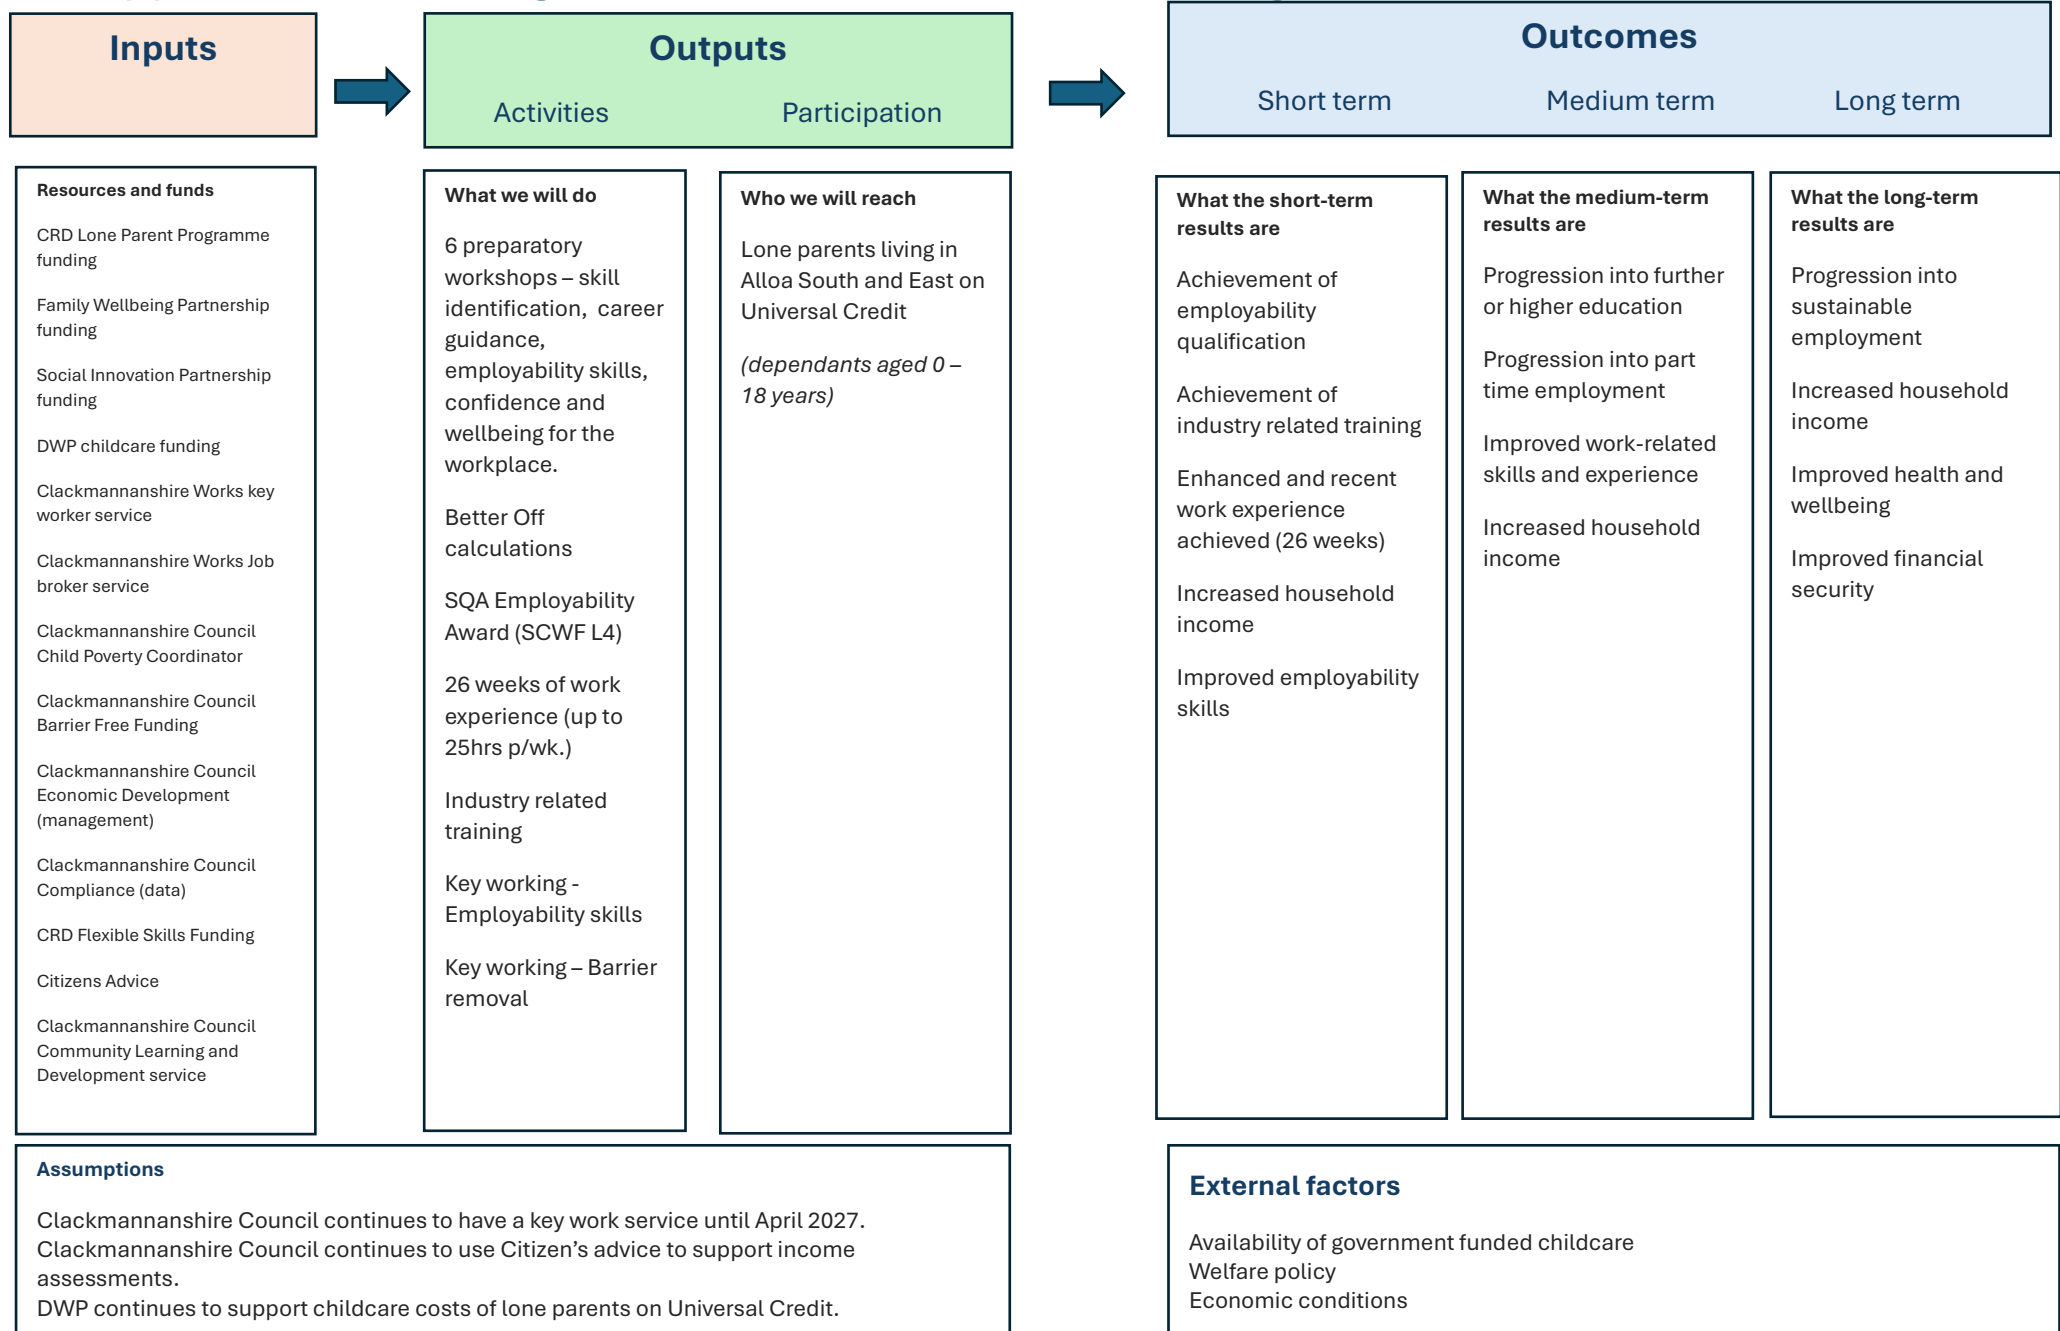 Inputs
Outputs
Activities
Participation
Outcomes
Short term
Medium term
Long term
Resources and funds
CRD Lone Parent Programme
funding
Family Wellbeing Partnership
funding
Social Innovation Partnership
funding
DWP childcare funding
Clackmannanshire Works key
worker service
Clackmannanshire Works Job
broker service
Clackmannanshire Council
Child Poverty Coordinator
Clackmannanshire Council
Barrier Free Funding
Clackmannanshire Council
Economic Development
(management)
Clackmannanshire Council
Compliance (data)
CRD Flexible Skills Funding
Citizens Advice
Clackmannanshire Council
Community Learning and
Development service
What we will do
6 preparatory
workshops – skill
identification,  career
guidance,
employability skills,
confidence and
wellbeing for the
workplace.
Better Off
calculations
SQA Employability
Award (SCWF L4)
26 weeks of work
experience (up to
25hrs p/wk.)
Industry related
training
Key working -
Employability skills
Key working – Barrier
removal
Who we will reach
Lone parents living in
Alloa South and East on
Universal Credit
(dependants aged 0 –
18 years)
What the short-term
results are
Achievement of
employability
qualification
Achievement of
industry related training
Enhanced and recent
work experience
achieved (26 weeks)
Increased household
income
Improved employability
skills
What the medium-term
results are
Progression into further
or higher education
Progression into part
time employment
Improved work-related
skills and experience
Increased household
income
What the long-term
results are
Progression into
sustainable
employment
Increased household
income
Improved health and
wellbeing
Improved financial
security
Assumptions
Clackmannanshire Council continues to have a key work service until April 2027.
Clackmannanshire Council continues to use Citizen’s advice to support income
assessments.
DWP continues to support childcare costs of lone parents on Universal Credit.
External factors
Availability of government funded childcare
Welfare policy
Economic conditions